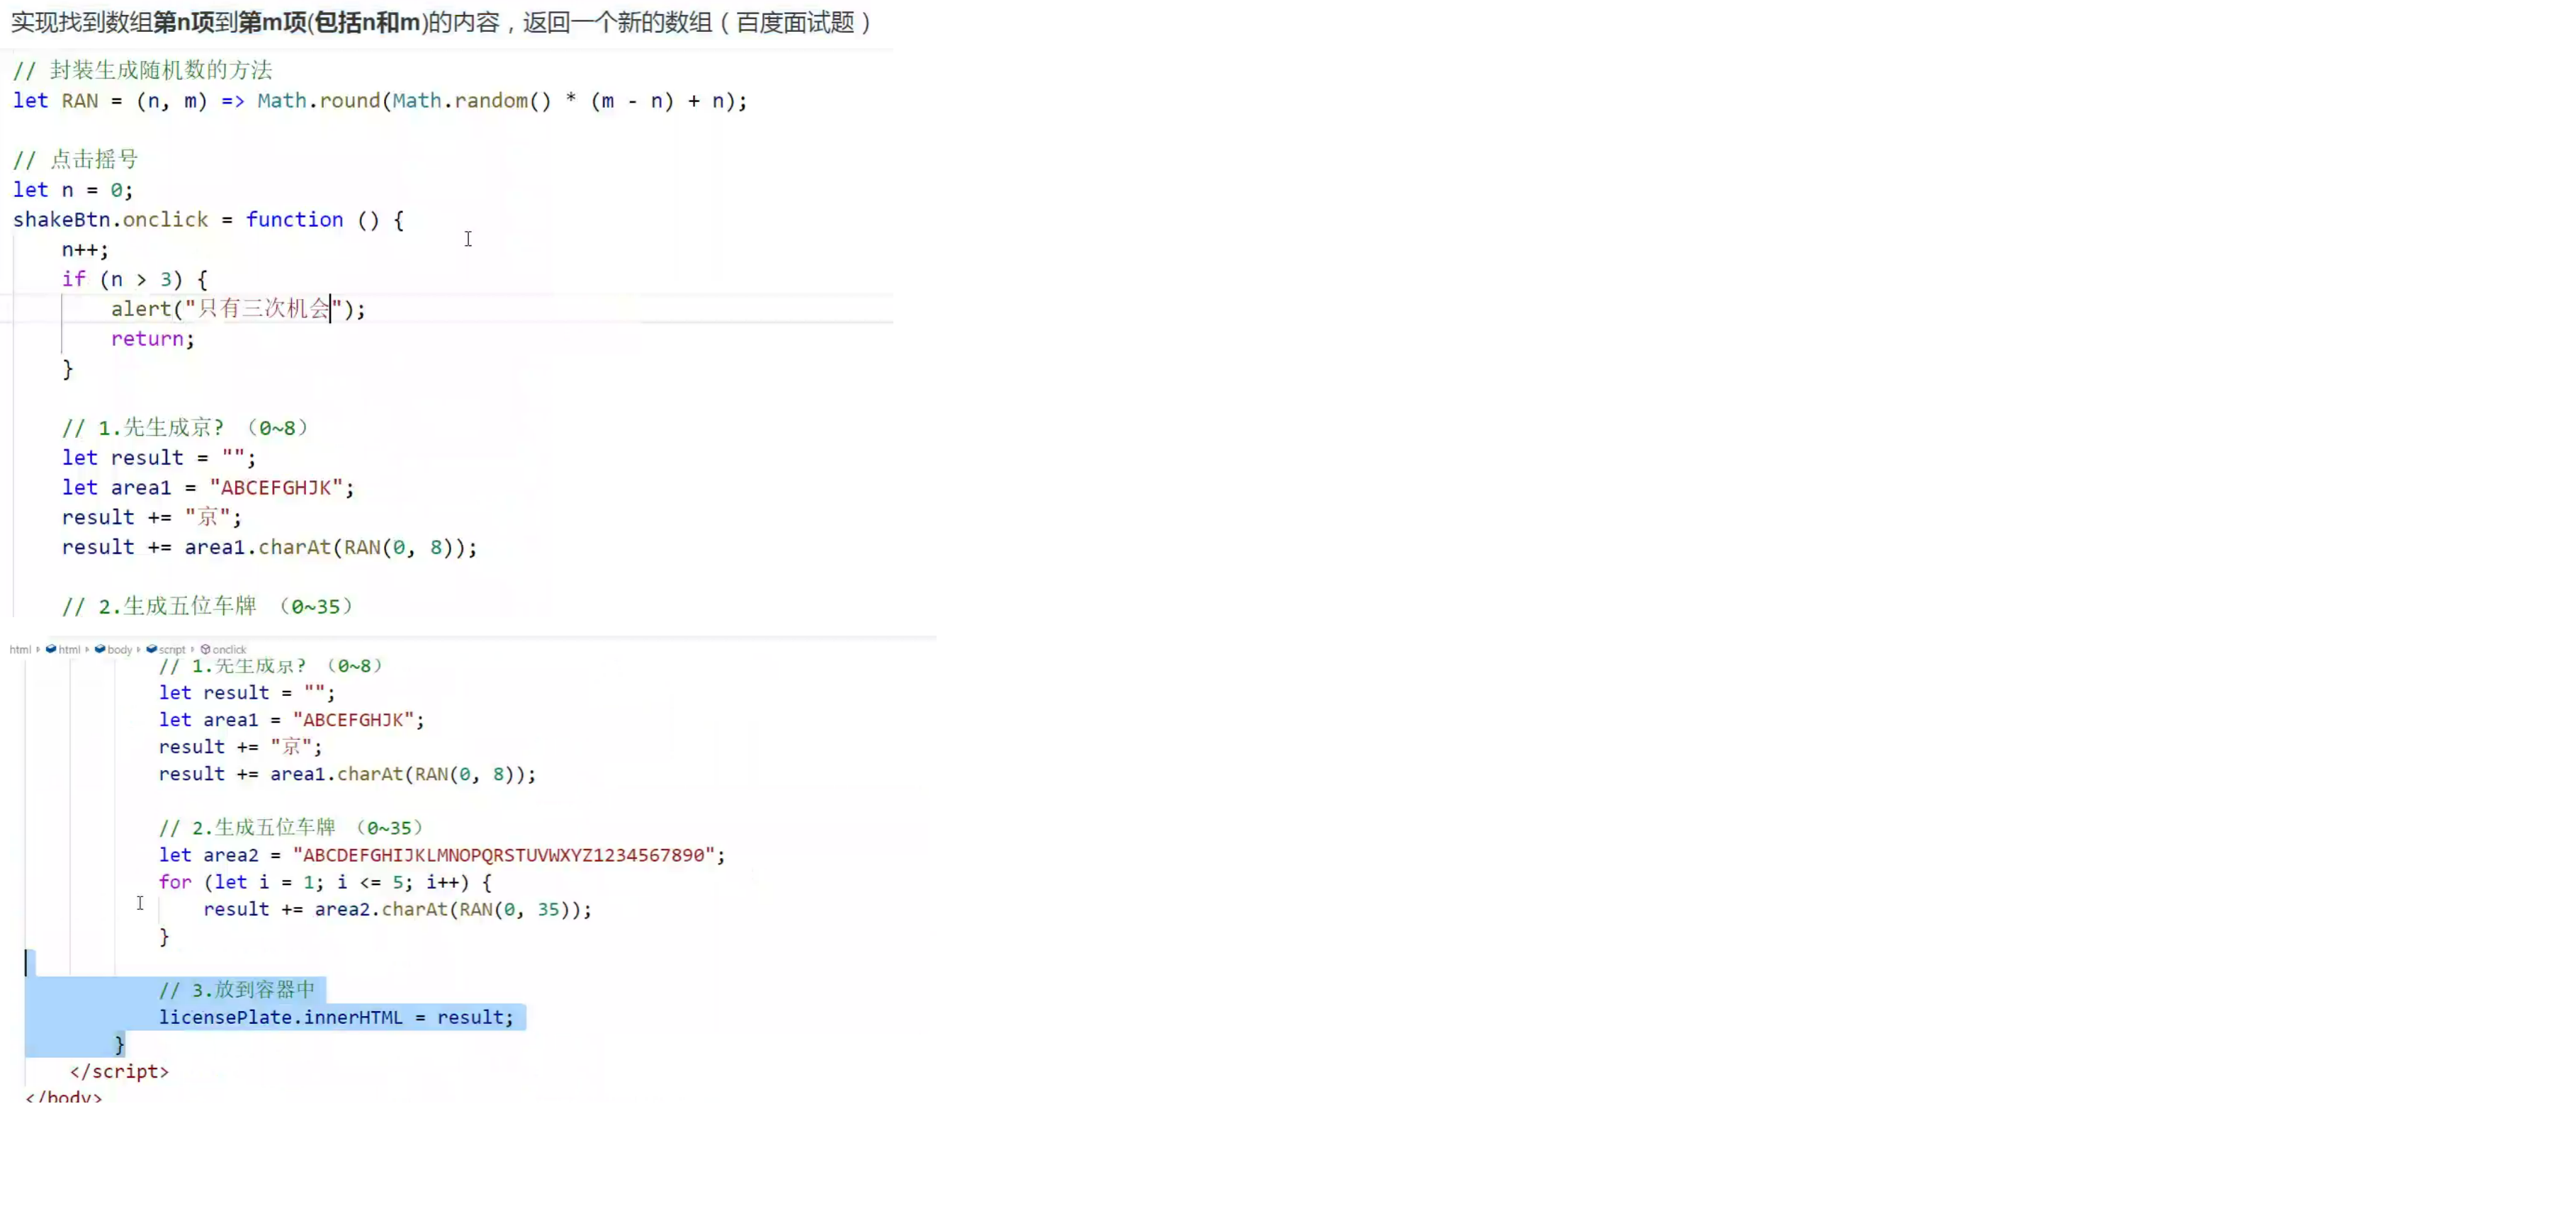 实现找到数组第n项到第m项(包括n和m)的内容，返回一个新的数组（百度面试题）
// 封装生成随机数的方法
let RAN = (n, m) => Math.round(Math.random() * (m - n) + n);
// 点击摇号
let n = 0;
shakeBtn.onclick = function () {
n++;
if (n > 3) {
alert("只有三次机会");
return;
}
// 1.先生成京? （0~8）
let result = "";
let area1 = "ABCEFGHJK";
result += "京";
result += area1.charAt(RAN(0, 8));
// 2.生成五位车牌 （0~35）
html › html › body › script › onclick
// 1.先生成京? （0~8）
let result = "";
let area1 = "ABCEFGHJK";
result += "京";
result += area1.charAt(RAN(0, 8));
// 2.生成五位车牌 （0~35）
let area2 = "ABCDEFGHIJKLMNOPQRSTUVWXYZ1234567890";
for (let i = 1; i <= 5; i++) {
result += area2.charAt(RAN(0, 35));
}
// 3.放到容器中
licensePlate.innerHTML = result;
}
</script>
</body>